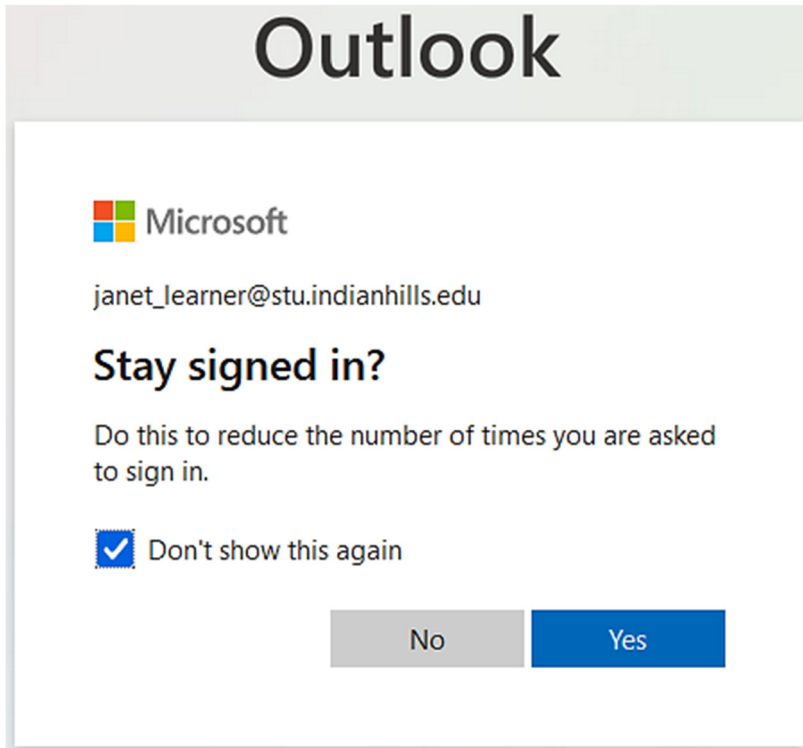 Outlook
Microsoft
janet_learner@stu.indianhills.edu
Stay signed in?
Do this to reduce the number of times you are asked
to sign in.
Don't show this again
No Yes